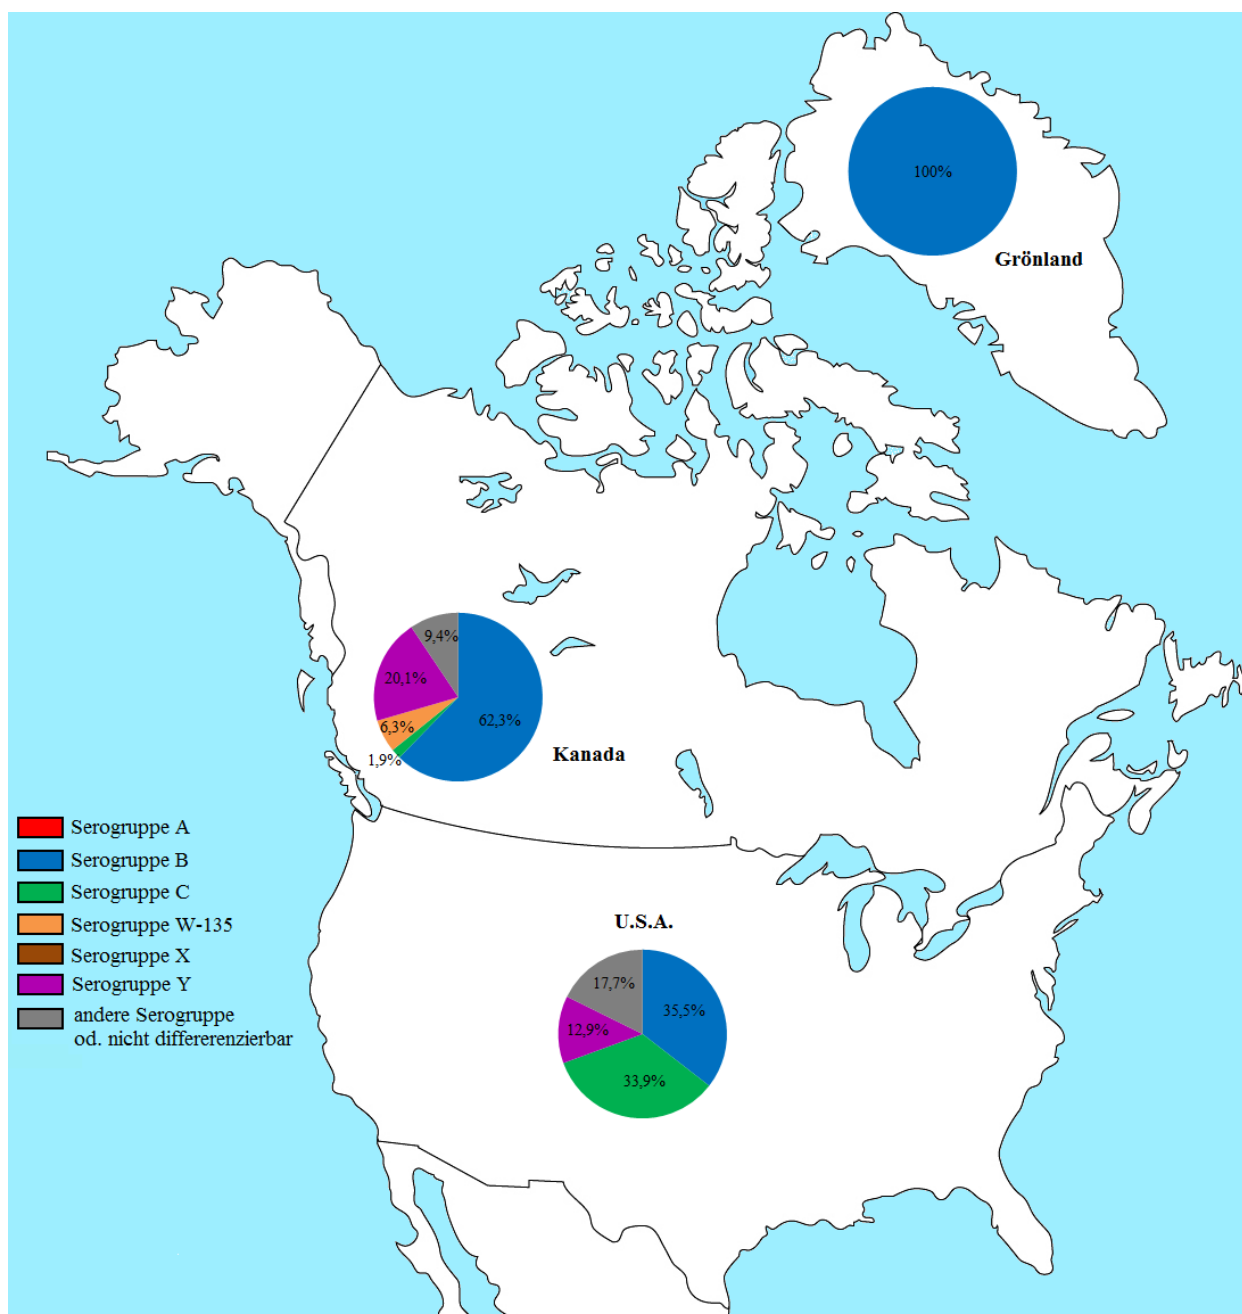 100%
Grönland
9,4%
20,1%
6,3%
62,3%
1,9%
Kanada
Serogruppe A
Serogruppe B
Serogruppe C
Serogruppe W-135
Serogruppe X
Serogruppe Y
andere Serogruppe
od. nicht differerenzierbar
U.S.A.
17,7%
35,5%
12,9%
33,9%